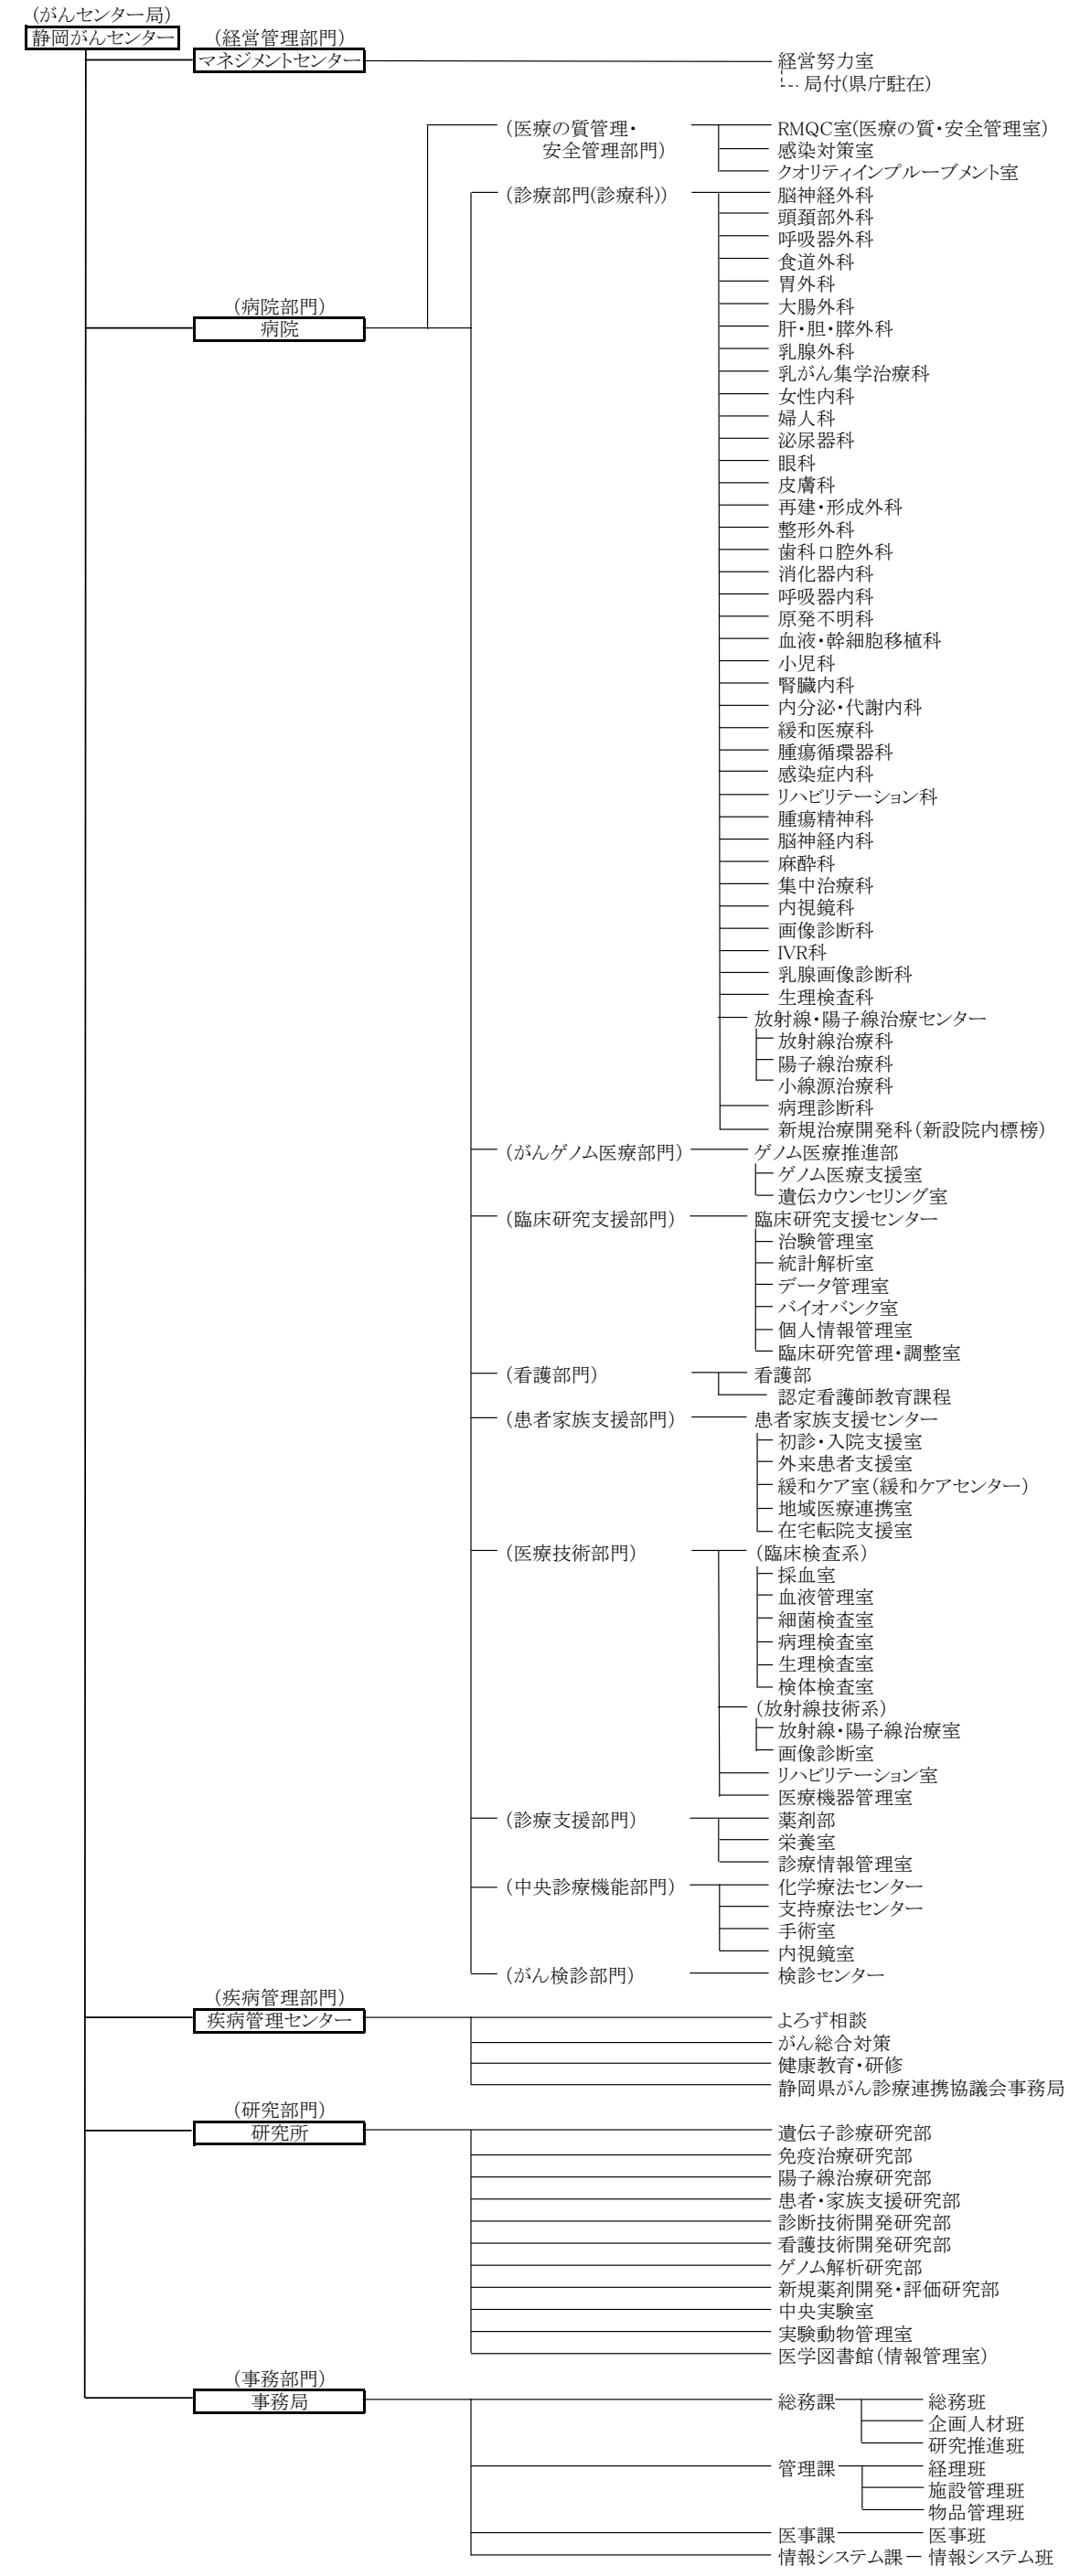 (がんセンター局)
静岡がんセンター
(経営管理部門)
マネジメントセンター
経営努力室
局付(県庁駐在)
(医療の質管理・
安全管理部門)
RMQC室(医療の質・安全管理室)
感染対策室
クオリティインプルーブメント室
(診療部門(診療科))
脳神経外科
頭頚部外科
呼吸器外科
食道外科
胃外科
大腸外科
(病院部門)
病院
肝・胆・膵外科
乳腺外科
乳がん集学治療科
女性内科
婦人科
泌尿器科
眼科
皮膚科
再建・形成外科
整形外科
歯科口腔外科
消化器内科
呼吸器内科
原発不明科
血液・幹細胞移植科
小児科
腎臓内科
内分泌・代謝内科
緩和医療科
腫瘍循環器科
感染症内科
リハビリテーション科
腫瘍精神科
脳神経内科
麻酔科
集中治療科
内視鏡科
画像診断科
IVR科
乳腺画像診断科
生理検査科
放射線・陽子線治療センター
放射線治療科
陽子線治療科
小線源治療科
病理診断科
新規治療開発科(新設院内標榜)
(がんゲノム医療部門)
ゲノム医療推進部
ゲノム医療支援室
遺伝カウンセリング室
(臨床研究支援部門)
臨床研究支援センター
治験管理室
統計解析室
データ管理室
バイオバンク室
個人情報管理室
臨床研究管理・調整室
(看護部門)
看護部
認定看護師教育課程
(患者家族支援部門)
患者家族支援センター
初診・入院支援室
外来患者支援室
緩和ケア室(緩和ケアセンター)
地域医療連携室
在宅転院支援室
(医療技術部門)
(臨床検査系)
採血室
血液管理室
細菌検査室
病理検査室
生理検査室
検体検査室
(放射線技術系)
放射線・陽子線治療室
画像診断室
リハビリテーション室
医療機器管理室
(診療支援部門)
薬剤部
栄養室
診療情報管理室
(中央診療機能部門)
化学療法センター
支持療法センター
手術室
内視鏡室
(がん検診部門)
検診センター
(疾病管理部門)
疾病管理センター
よろず相談
がん総合対策
健康教育・研修
静岡県がん診療連携協議会事務局
(研究部門)
研究所
遺伝子診療研究部
免疫治療研究部
陽子線治療研究部
患者・家族支援研究部
診断技術開発研究部
看護技術開発研究部
ゲノム解析研究部
新規薬剤開発・評価研究部
中央実験室
実験動物管理室
医学図書館(情報管理室)
(事務部門)
事務局
総務課
総務班
企画人材班
研究推進班
管理課
経理班
施設管理班
物品管理班
医事課
医事班
情報システム課
情報システム班